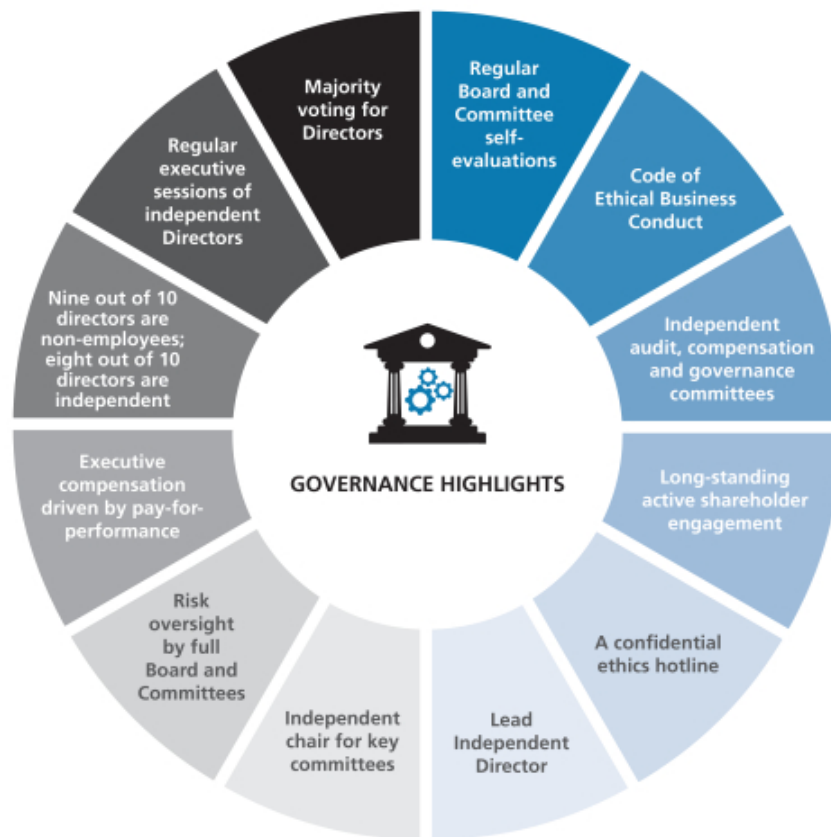 Majority
voting for
Directors
Regular
Board and
Committee
self-
evaluations
Code of
Ethical Business
Conduct
Independent
audit, compensation
and governance
committees
Long-standing
active shareholder
engagement
A confidential
ethics hotline
Lead
Independent
Director
Independent
chair for key
committees
Risk
oversight
by full
Board and
Committees
Executive
compensation
driven by pay-for-
performance
Nine out of 10
directors are
non-employees;
eight out of 10
directors are
independent
Regular
executive
sessions of
independent
Directors
GOVERNANCE HIGHLIGHTS